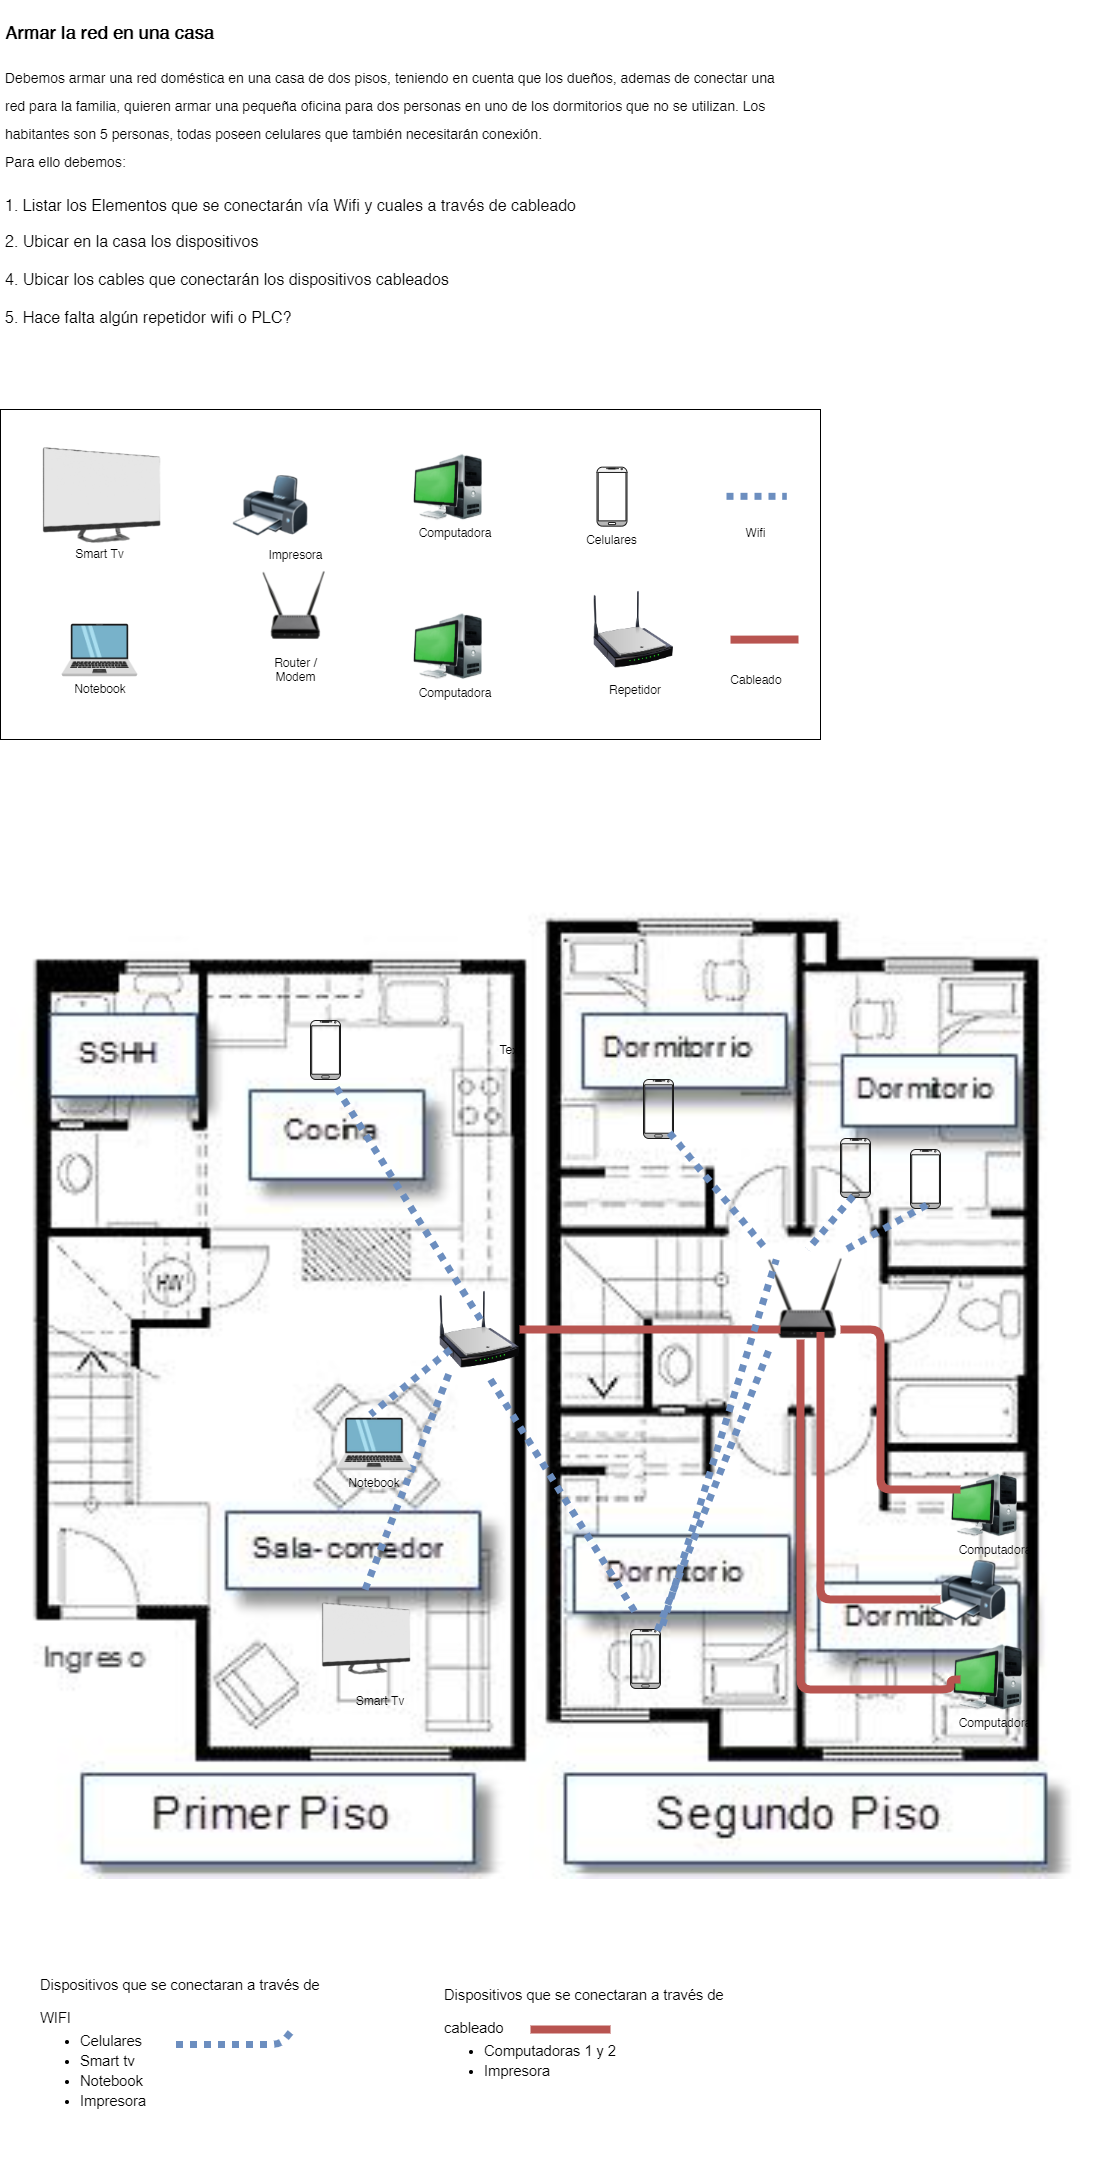 Armar la red en una casa
Debemos armar una red doméstica en una casa de dos pisos, teniendo en cuenta que los dueños, ademas de conectar una
red para la familia, quieren armar una pequeña oficina para dos personas en uno de los dormitorios que no se utilizan. Los
habitantes son 5 personas, todas poseen celulares que también necesitarán conexión.
Para ello debemos:
1. Listar los Elementos que se conectarán vía Wifi y cuales a través de cableado
2. Ubicar en la casa los dispositivos
4. Ubicar los cables que conectarán los dispositivos cableados
5. Hace falta algún repetidor wifi o PLC?
Smart Tv
Impresora
Computadora
Celulares
Wifi
Notebook
Router /
Modem
Computadora
Repetidor
Cableado
SSHH
Cocina
Te
Dormitorrio
Dormitorio
HW
Notebook
Sala-comedor
Dormitorio
Computador
Dormitorio
Ingreso
Smart Tv
Computador
Primer Piso
Segundo Piso
Dispositivos que se conectaran a través de
WIFI
• Celulares
• Smart tv
• Notebook
• Impresora
Dispositivos que se conectaran a través de
cableado
• Computadoras 1 y 2
• Impresora